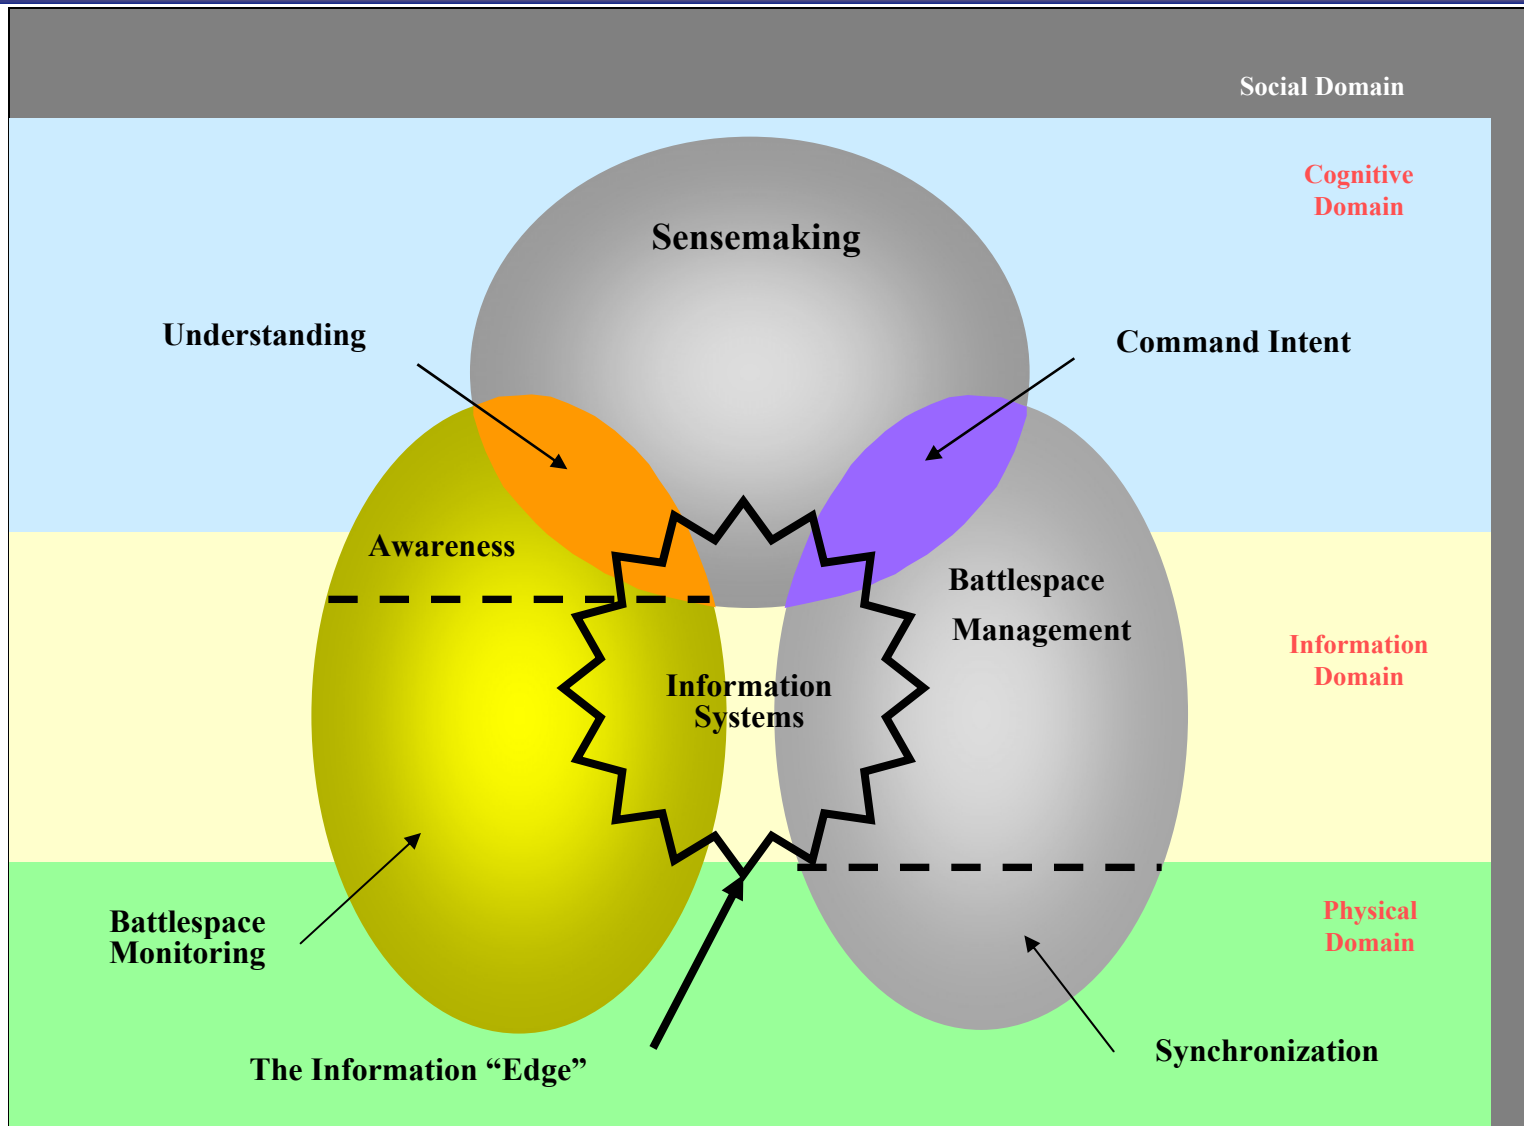 Social Domain
Cognitive
Domain
Sensemaking
Understanding
Command Intent
Awareness
Battlespace
Management
Information
Domain
Information
Systems
Physical
Domain
Battlespace
Monitoring
Synchronization
The Information “Edge”